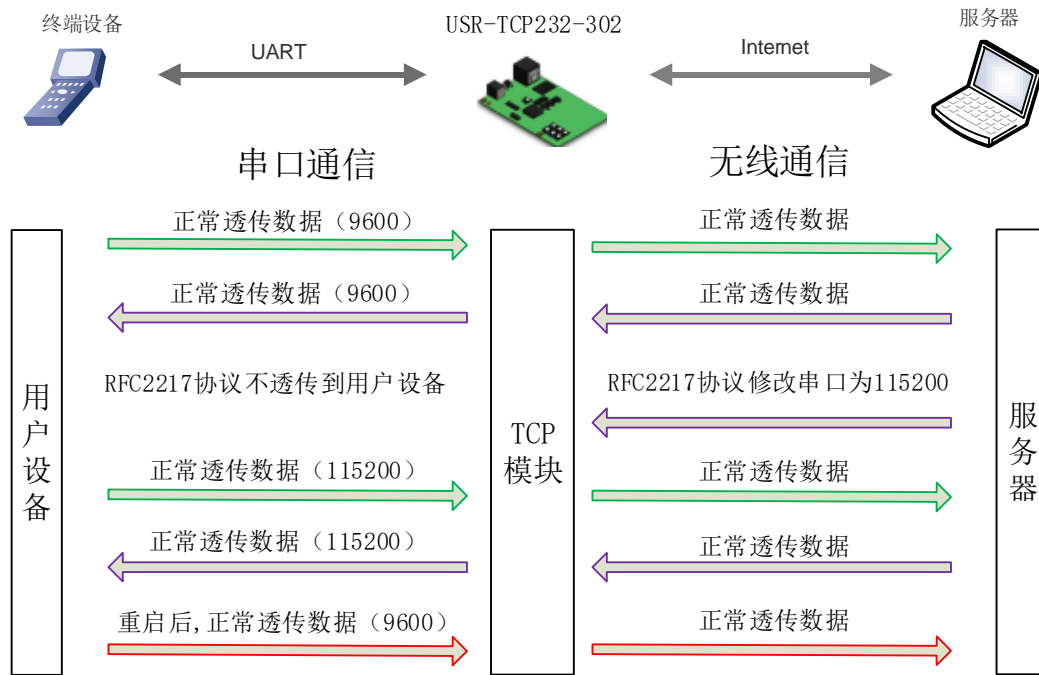 终端设备
USR-TCP232-302
服务器
UART
Internet
串口通信
无线通信
正常透传数据（9600）
正常透传数据
正常透传数据（9600）
正常透传数据
RFC2217协议不透传到用户设备
RFC2217协议修改串口为115200
用户设备
TCP
模块
服务器
正常透传数据（115200）
正常透传数据
正常透传数据（115200）
正常透传数据
重启后,正常透传数据（9600）
正常透传数据